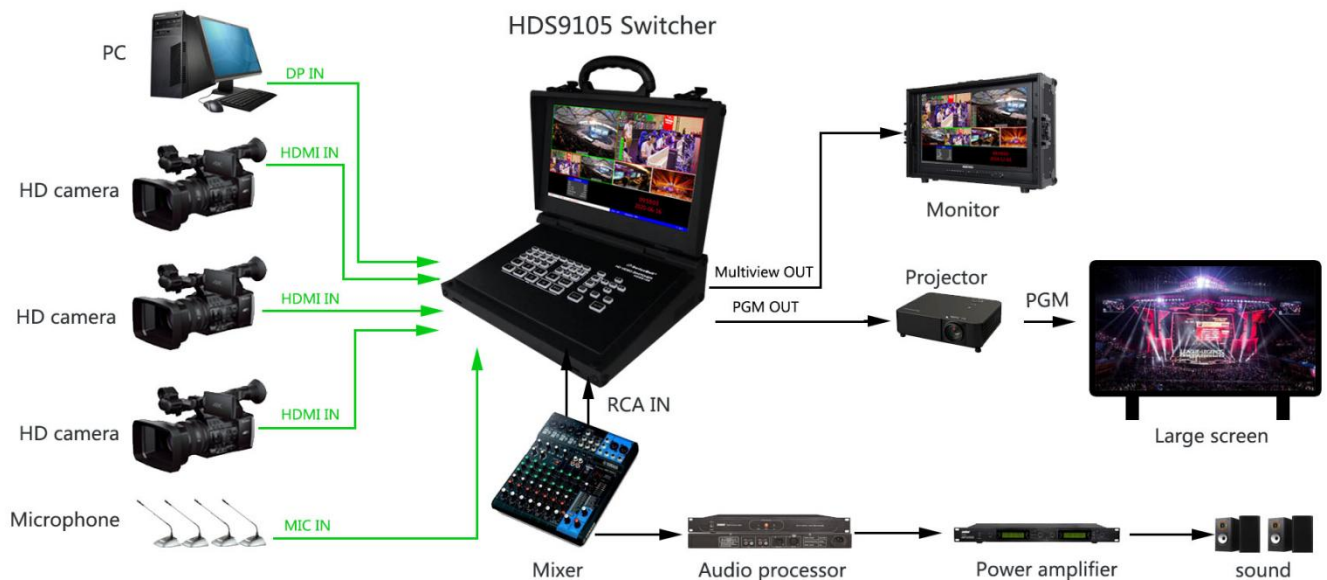 HDS9105 Switcher
PC
DP IN
HDMI IN
HD camera
Monitor
Multiview OUT
Projector
HDMI IN
PGM OUT
PGM
HD camera
RCA IN
HDMI IN
HD camera
Large screen
Microphone
MIC IN
Mixer
Audio processor
Power amplifier
sound